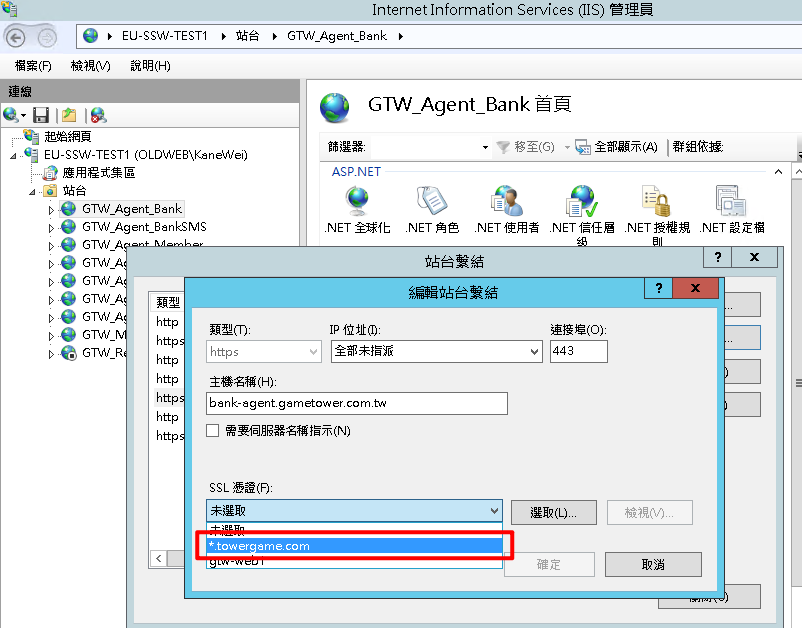 Internet Information Services (IIS) 管理員
EU-SSW-TEST1 站台 GTW_Agent_Bank
檔案(F) 檢視(V) 說明(H)
連線
起始網頁
EU-SSW-TEST1 (OLDWEB\KaneWei)
應用程式集區
站台
GTW_Agent_Bank
GTW_Agent_BankSMS
GTW_Agent_Member
GTW_A
GTW_Ag
GTW_Ag
GTW_Ag
GTW_M
GTW_Re
GTW_Agent_Bank 首頁
篩選器: 移至(G) 全部顯示(A) 群組依據:
ASP.NET
.NET 全球化 .NET 角色 .NET 使用者 .NET 信任層級 .NET 授權規則 .NET 設定檔
站台繫結
? x
類型
http
https
http
http
https
http
https
編輯站台繫結
? x
類型(T): IP 位址(I): 連接埠(O):
https 全部未指派 443
主機名稱(H):
bank-agent.gametower.com.tw
需要伺服器名稱指示(N)
SSL 憑證(F):
未選取 選取(L)... 檢視(V)...
未選取
*.towergame.com
gtw-web1
確定 取消
關閉(C)